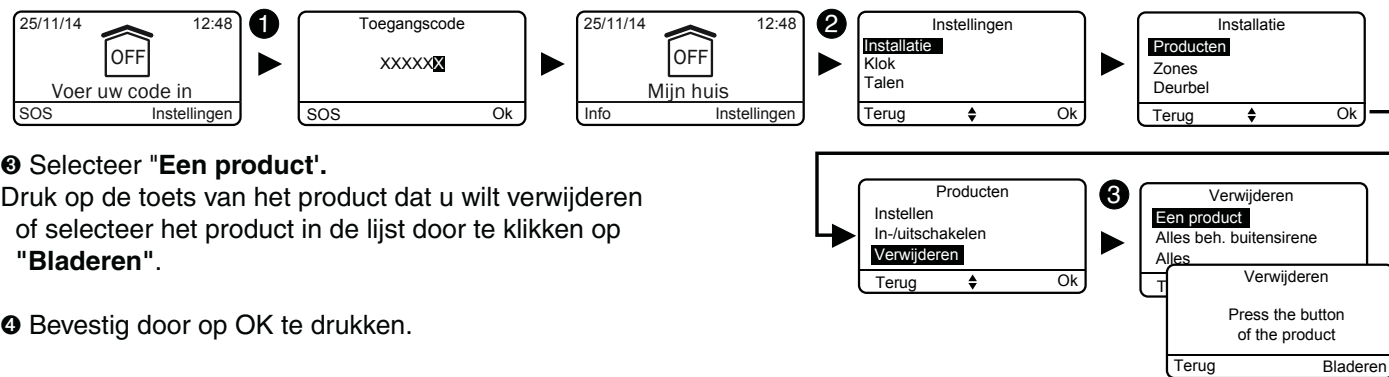 25/11/14 12:48
OFF
Voer uw code in
SOS Instellingen
❶
Toegangscode
XXXXXX
SOS Ok
25/11/14 12:48
OFF
Mijn huis
Info Instellingen
❷
Instellingen
Installatie
Klok
Talen
Terug Ok
Installatie
Producten
Zones
Deurbel
Terug Ok
❸ Selecteer "Een product'.
Druk op de toets van het product dat u wilt verwijderen
of selecteer het product in de lijst door te klikken op
"Bladeren".
❹ Bevestig door op OK te drukken.
Producten
Instellen
In-/uitschakelen
Verwijderen
Terug Ok
❸
Verwijderen
Een product
Alles beh. buitensirene
Alles
T
Verwijderen
Press the button
of the product
Terug Bladeren